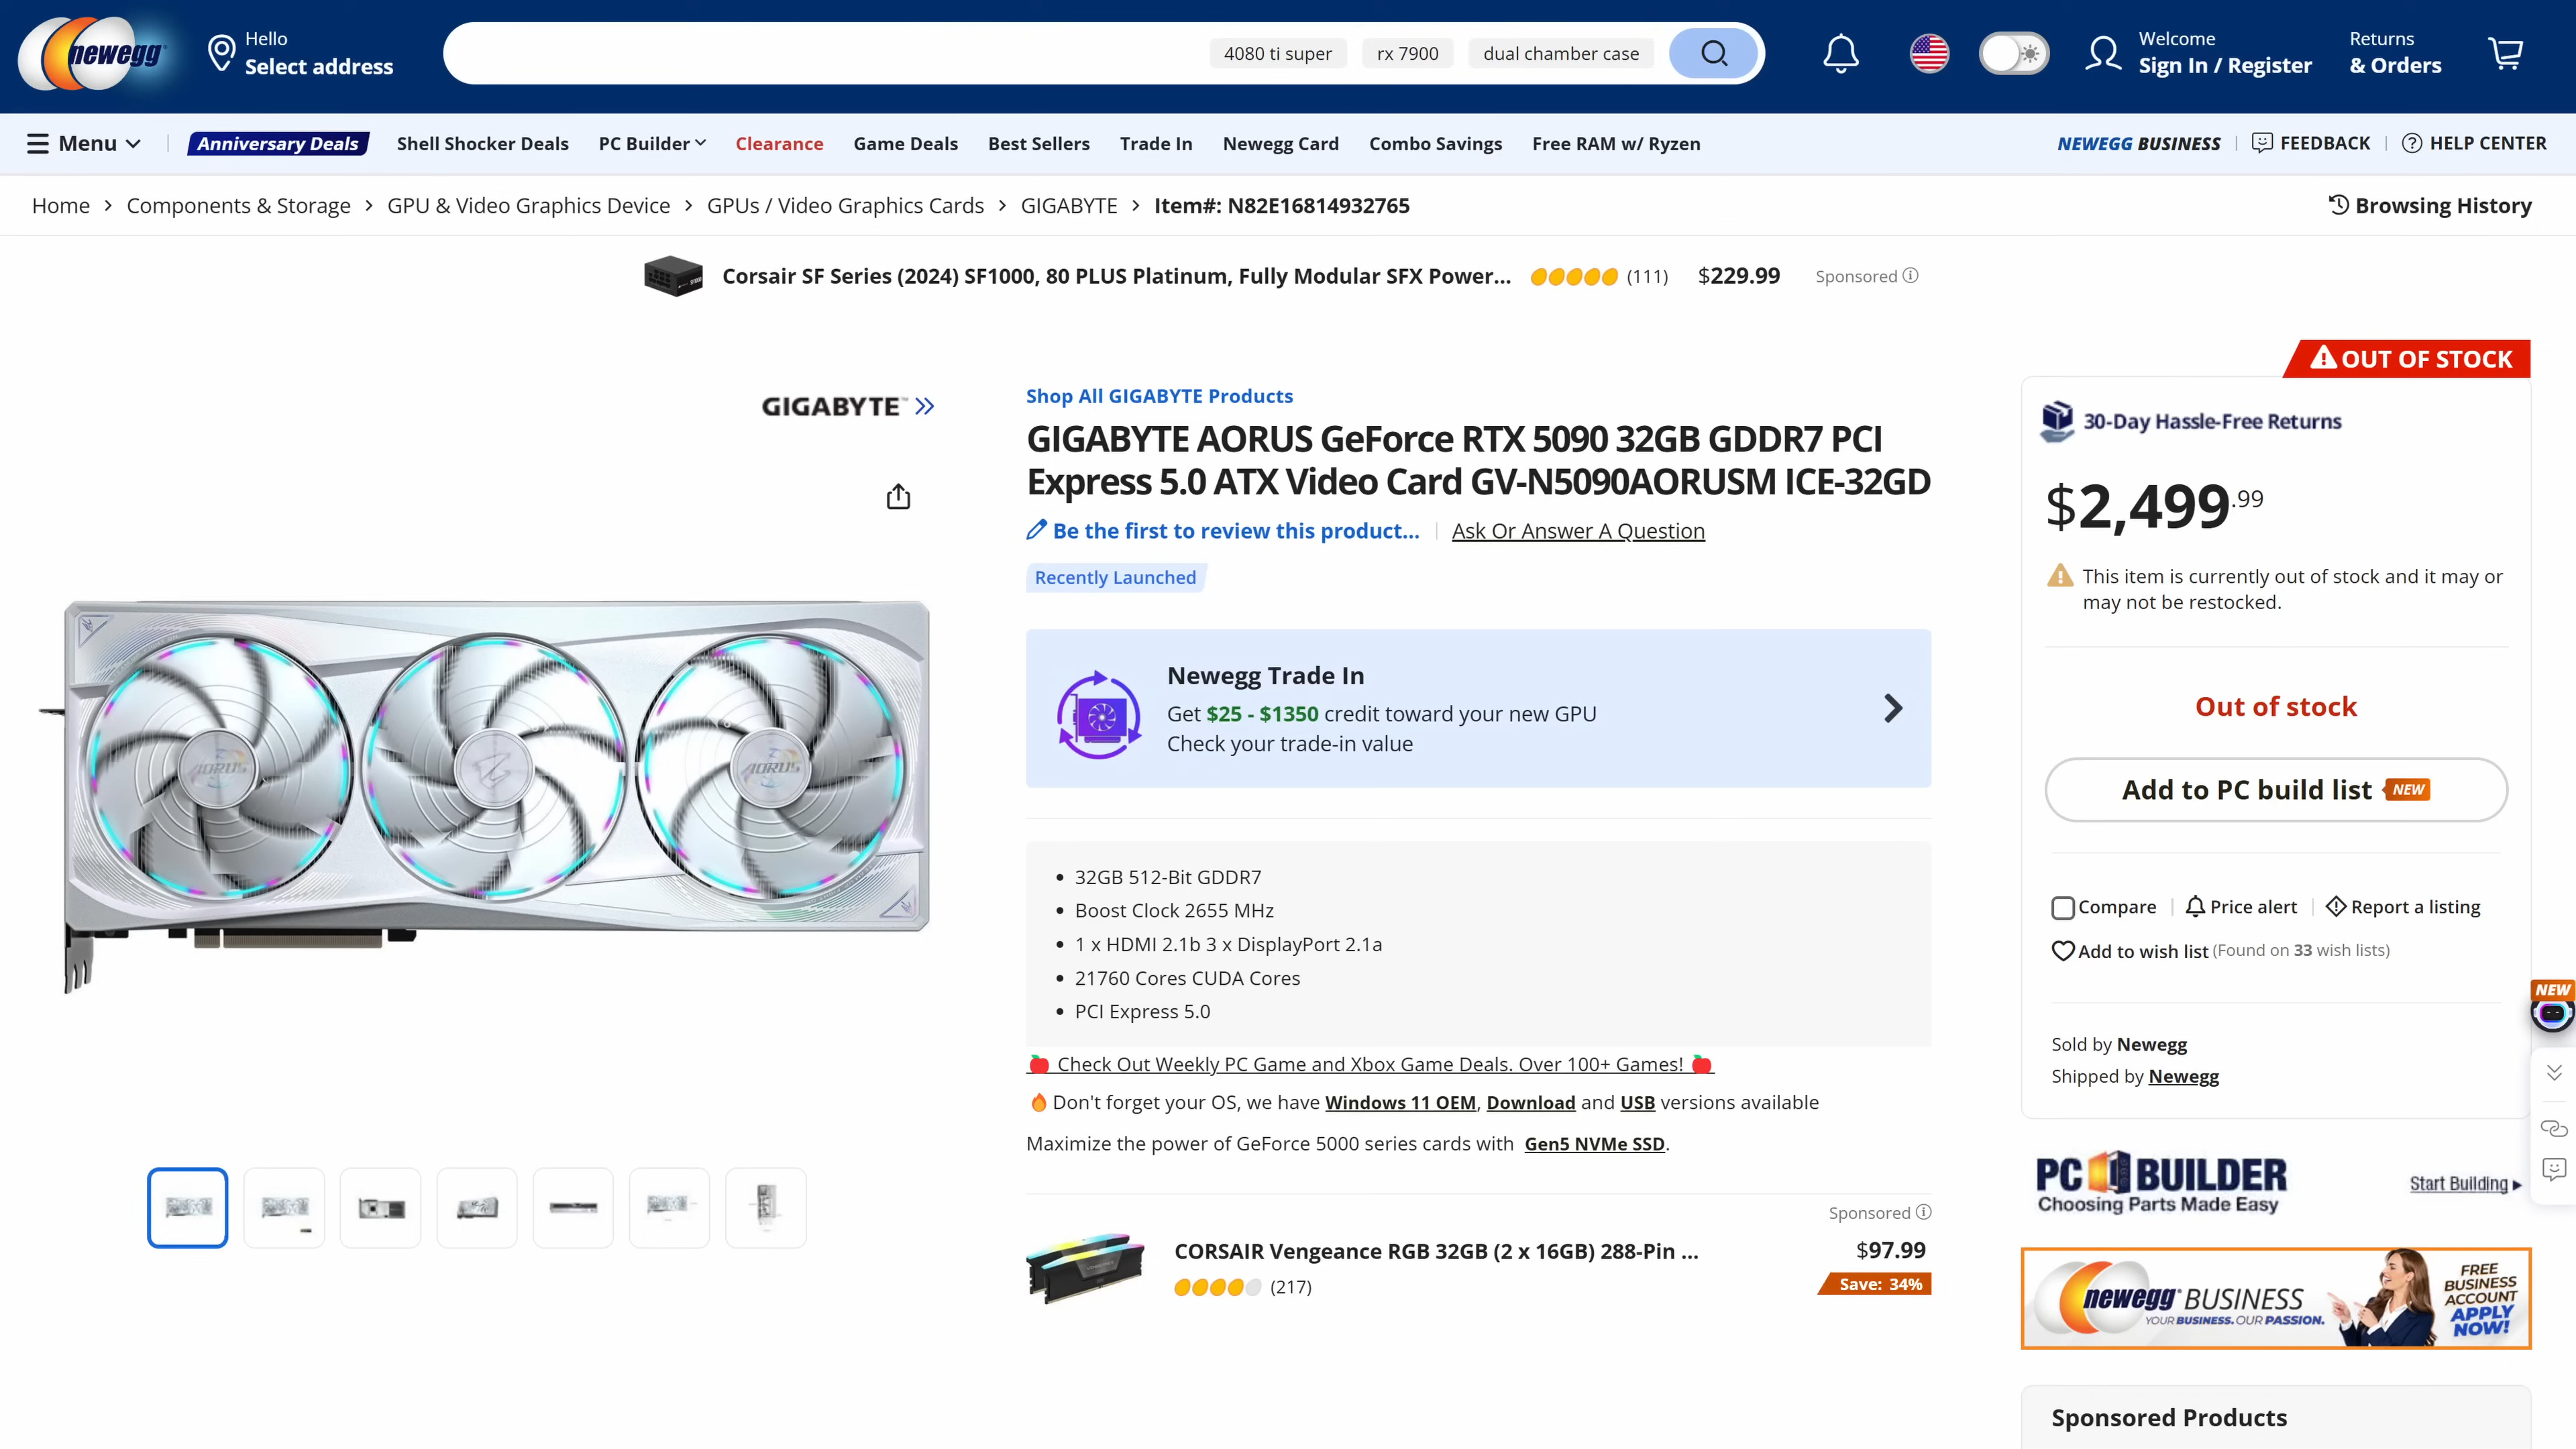 newegg
Hello
Select address
4080 ti super
rx 7900
dual chamber case
Welcome
Sign In / Register
Returns
& Orders
Menu
Anniversary Deals
Shell Shocker Deals
PC Builder
Clearance
Game Deals
Best Sellers
Trade In
Newegg Card
Combo Savings
Free RAM w/ Ryzen
NEWEGG BUSINESS
FEEDBACK
HELP CENTER
Home > Components & Storage > GPU & Video Graphics Device > GPUs / Video Graphics Cards > GIGABYTE > Item#: N82E16814932765
Browsing History
Corsair SF Series (2024) SF1000, 80 PLUS Platinum, Fully Modular SFX Power... (111) $229.99 Sponsored
GIGABYTE™
AORUS
AORUS
Shop All GIGABYTE Products
GIGABYTE AORUS GeForce RTX 5090 32GB GDDR7 PCI
Express 5.0 ATX Video Card GV-N5090AORUSM ICE-32GD
Be the first to review this product...
Ask Or Answer A Question
Recently Launched
Newegg Trade In
Get $25 - $1350 credit toward your new GPU
Check your trade-in value
• 32GB 512-Bit GDDR7
• Boost Clock 2655 MHz
• 1 x HDMI 2.1b 3 x DisplayPort 2.1a
• 21760 Cores CUDA Cores
• PCI Express 5.0
🍎 Check Out Weekly PC Game and Xbox Game Deals. Over 100+ Games! 🍎
🔥 Don't forget your OS, we have Windows 11 OEM, Download and USB versions available
Maximize the power of GeForce 5000 series cards with Gen5 NVMe SSD.
Sponsored
CORSAIR Vengeance RGB 32GB (2 x 16GB) 288-Pin ...
$97.99
(217)
Save: 34%
OUT OF STOCK
30-Day Hassle-Free Returns
$2,499.99
This item is currently out of stock and it may or
may not be restocked.
Out of stock
Add to PC build list NEW
Compare
Price alert
Report a listing
Add to wish list (Found on 33 wish lists)
Sold by Newegg
Shipped by Newegg
NEW
PC BUILDER
Choosing Parts Made Easy
Start Building
newegg BUSINESS
YOUR BUSINESS. OUR PASSION.
FREE
BUSINESS
ACCOUNT
APPLY
NOW!
Sponsored Products